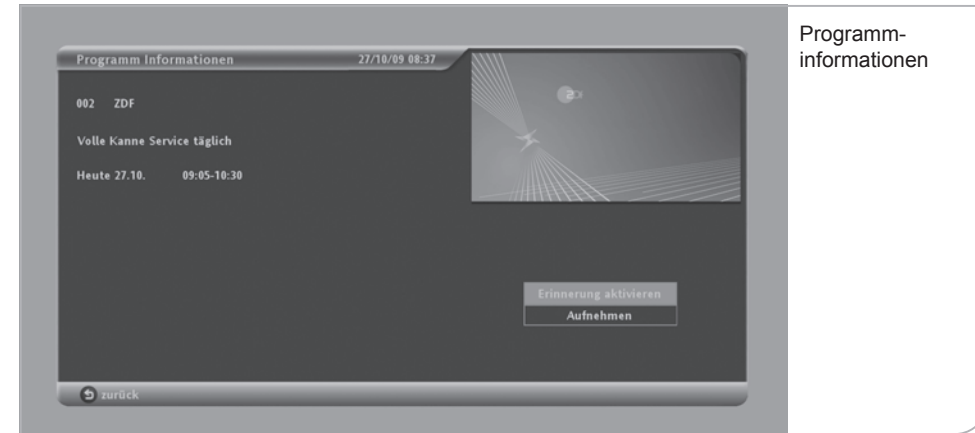 Programm Informationen 27/10/09 08:37
002 ZDF
Volle Kanne Service täglich
Heute 27.10. 09:05-10:30
Erinnerung aktivieren
Aufnehmen
zurück
Programm-
informationen